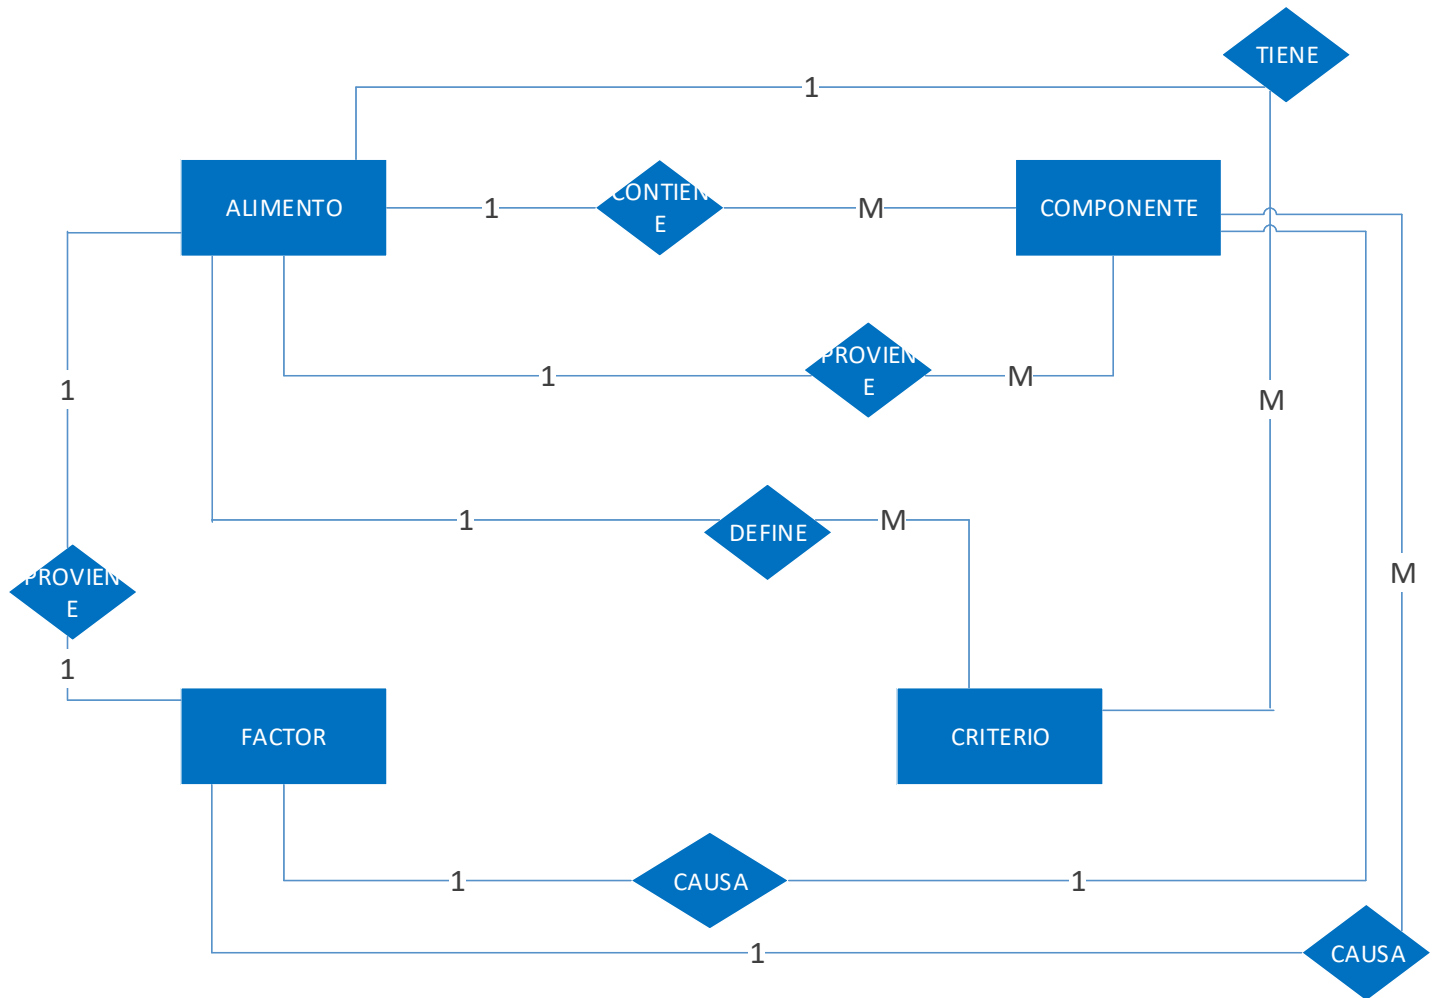 TIENE
1
ALIMENTO
1
CONTIEN
E
M
COMPONENTE
1
PROVIEN
E
M
1
M
1
DEFINE
M
M
PROVIEN
E
1
FACTOR
CRITERIO
1
CAUSA
1
1
CAUSA